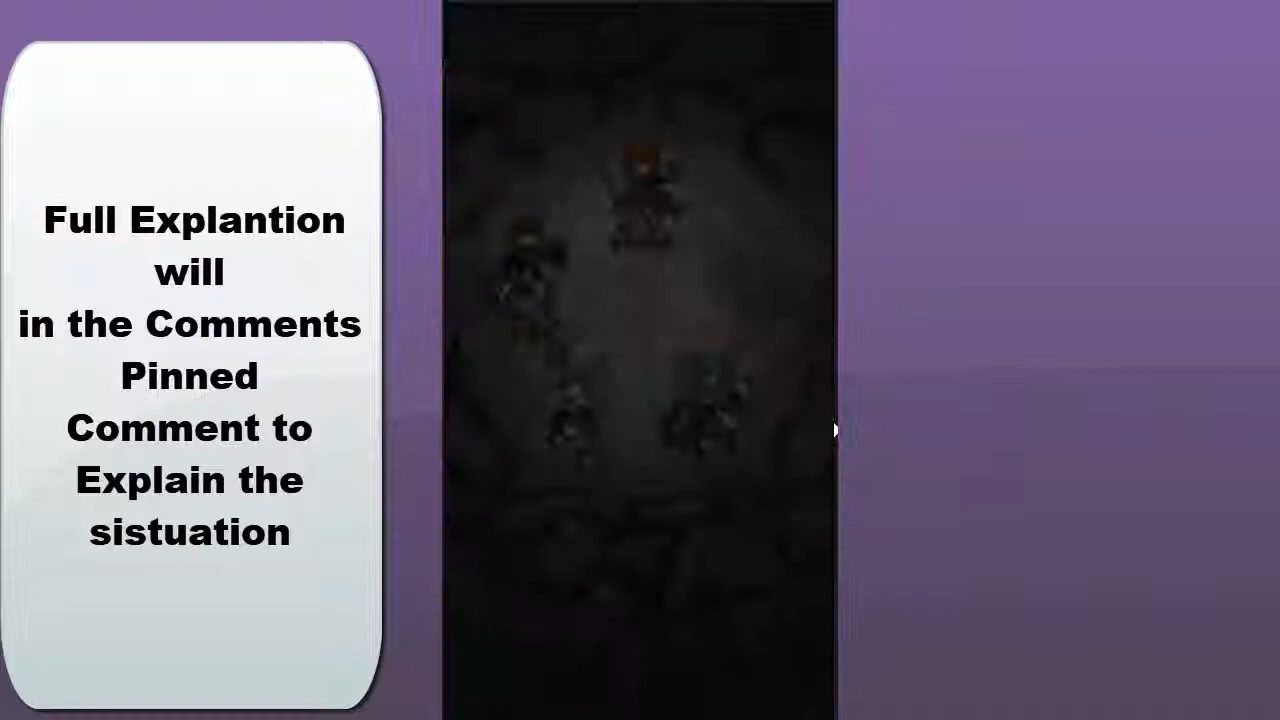 Full Explantion
will
in the Comments
Pinned
Comment to
Explain the
sistuation